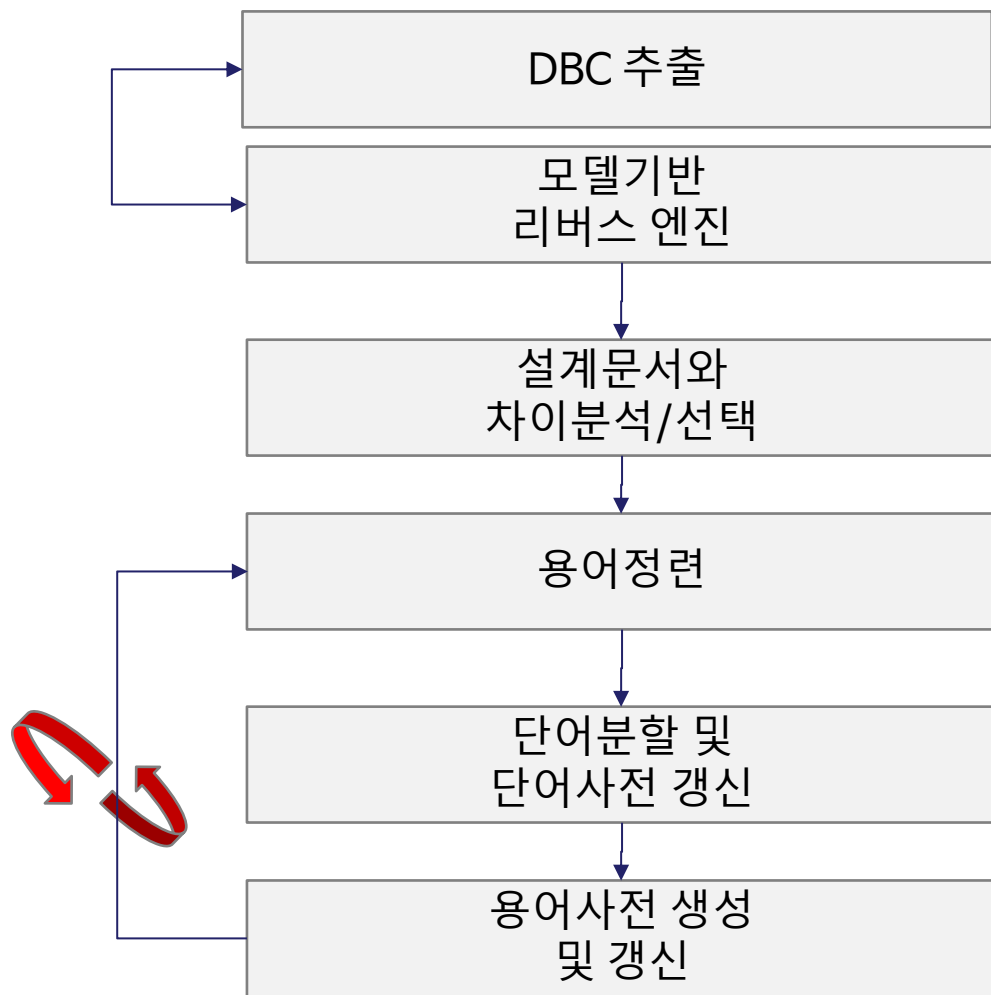 DBC 추출
모델기반
리버스 엔진
설계문서와
차이분석/선택
용어정련
단어분할 및
단어사전 갱신
용어사전 생성
및 갱신